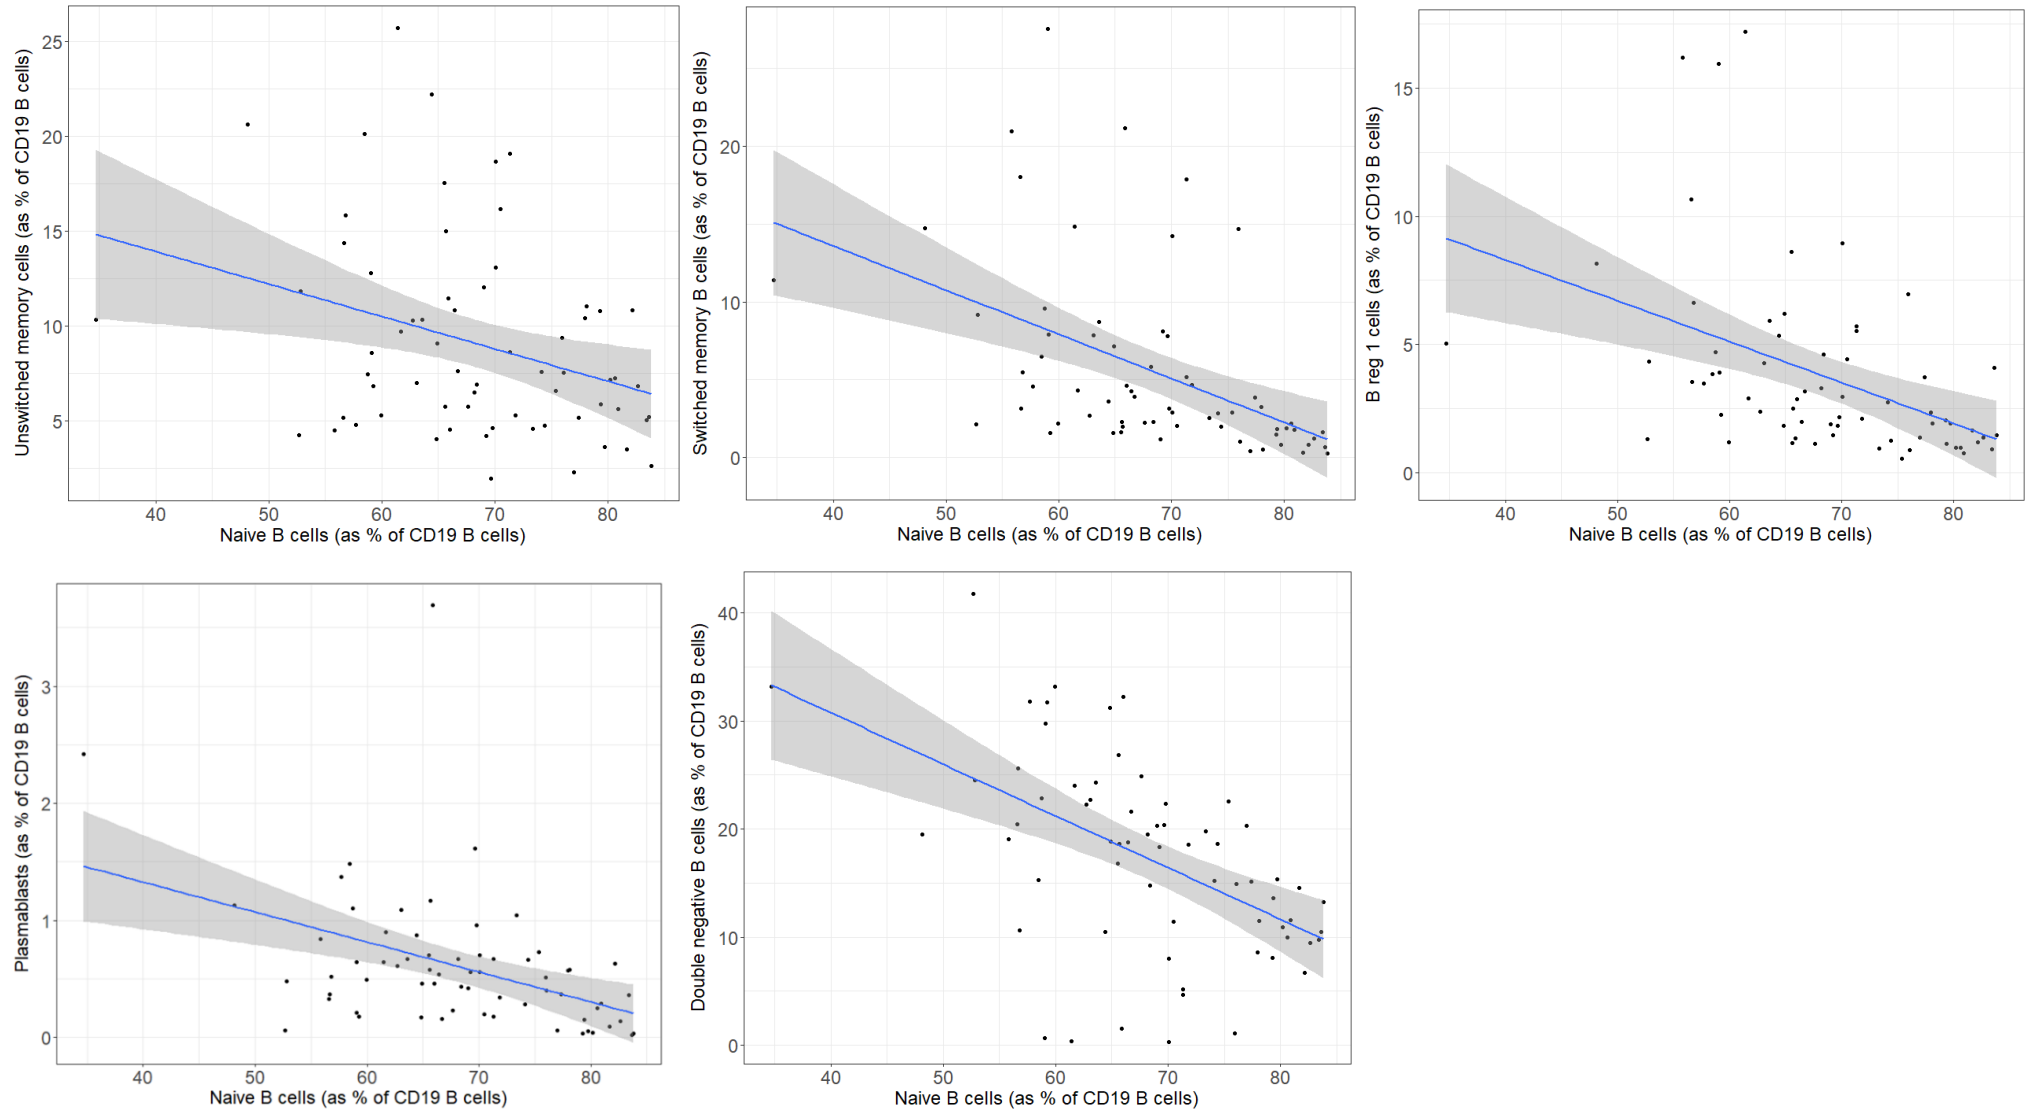 Unswitched memory cells (as % of CD19 B cells)
25
20
15
10
5
40 50 60 70 80
Naive B cells (as % of CD19 B cells)
Switched memory B cells (as % of CD19 B cells)
20
10
0
40 50 60 70 80
Naive B cells (as % of CD19 B cells)
B reg 1 cells (as % of CD19 B cells)
15
10
5
0
40 50 60 70 80
Naive B cells (as % of CD19 B cells)
Plasmablasts (as % of CD19 B cells)
3
2
1
0
40 50 60 70 80
Naive B cells (as % of CD19 B cells)
Double negative B cells (as % of CD19 B cells)
40
30
20
10
0
40 50 60 70 80
Naive B cells (as % of CD19 B cells)